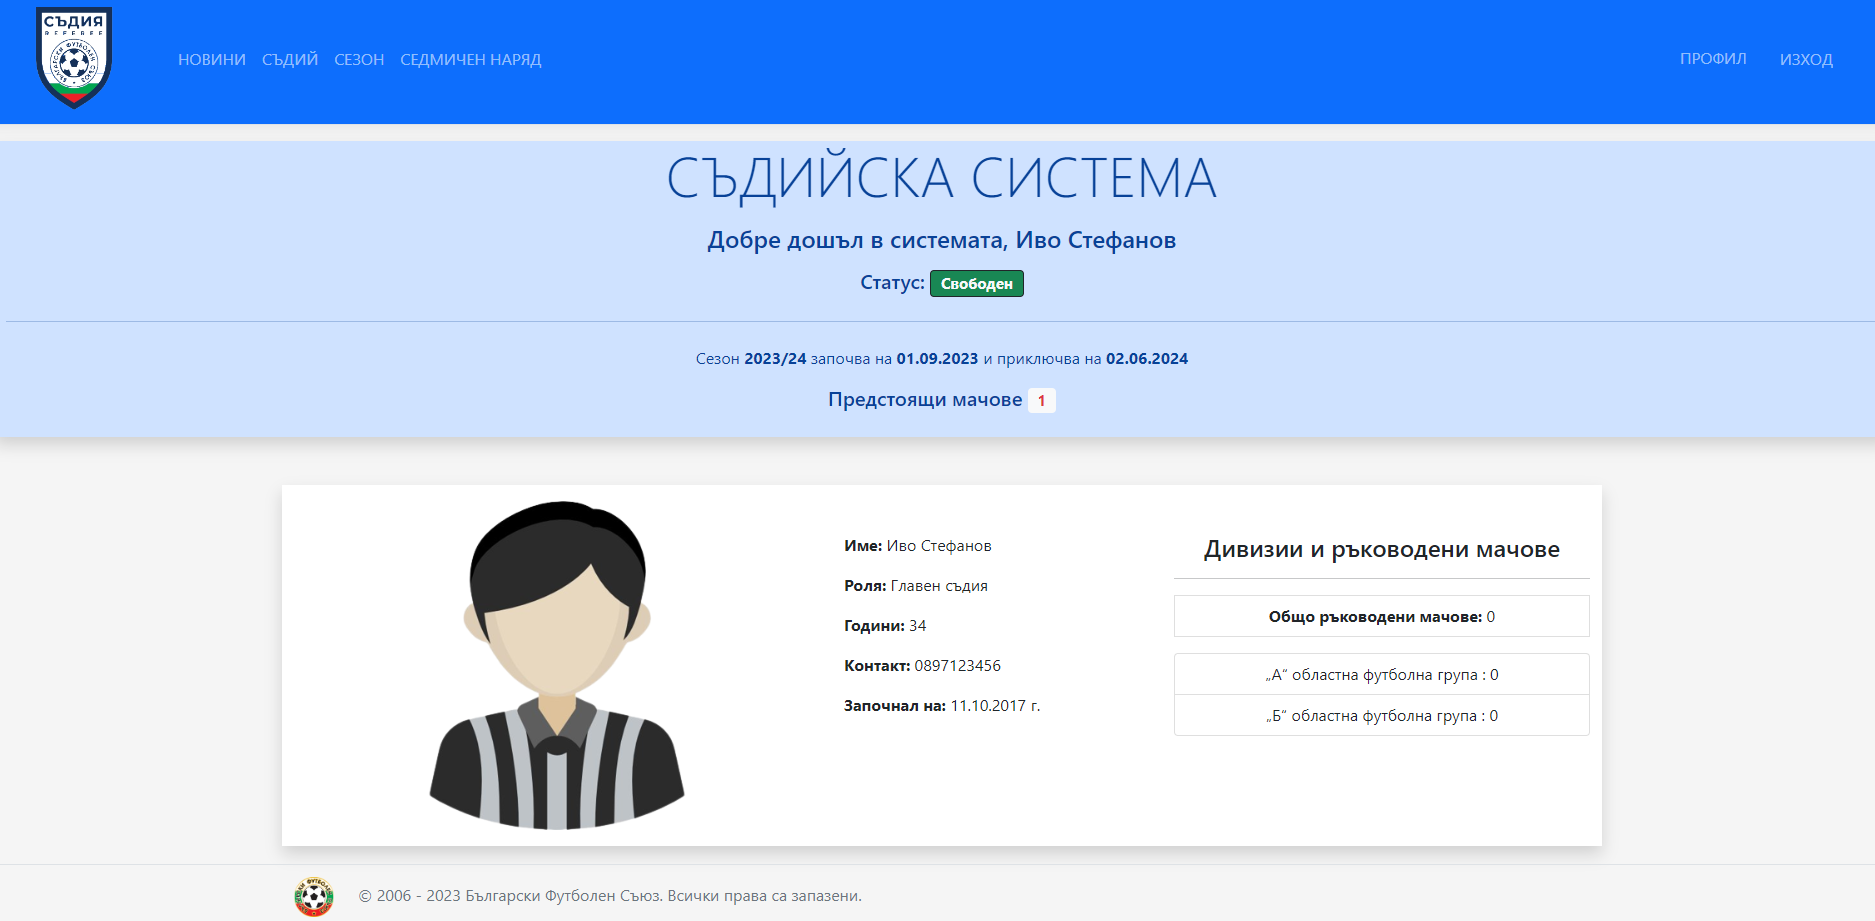 СЪДИЯ
REFEREE
БЪЛГАРСКИ ФУТБОЛЕН СЪЮЗ
НОВИНИ СЪДИЙ СЕЗОН СЕДМИЧЕН НАРЯД ПРОФИЛ ИЗХОД
СЪДИЙСКА СИСТЕМА
Добре дошъл в системата, Иво Стефанов
Статус: Свободен
Сезон 2023/24 започва на 01.09.2023 и приключва на 02.06.2024
Предстоящи мачове 1
Име: Иво Стефанов
Роля: Главен съдия
Години: 34
Контакт: 0897123456
Започнал на: 11.10.2017 г.
Дивизии и ръководени мачове
Общо ръководени мачове: 0
„А“ областна футболна група : 0
„Б“ областна футболна група : 0
© 2006 - 2023 Български Футболен Съюз. Всички права са запазени.